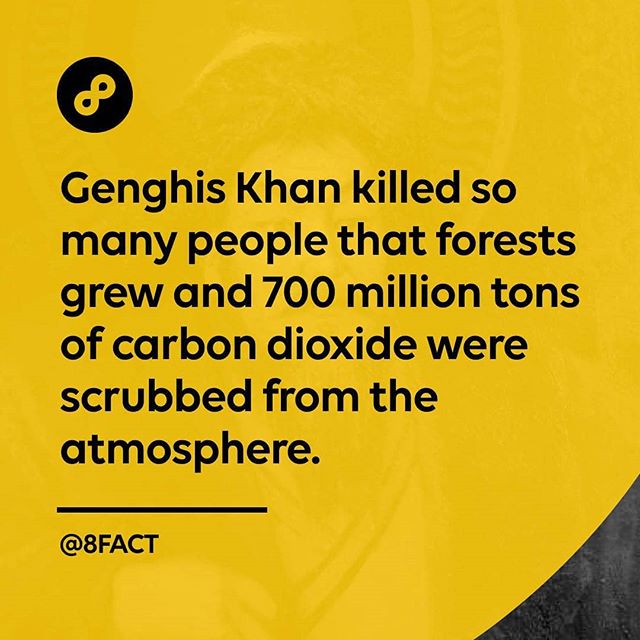 Genghis Khan killed so
many people that forests
grew and 700 million tons
of carbon dioxide were
scrubbed from the
atmosphere.
@8FACT